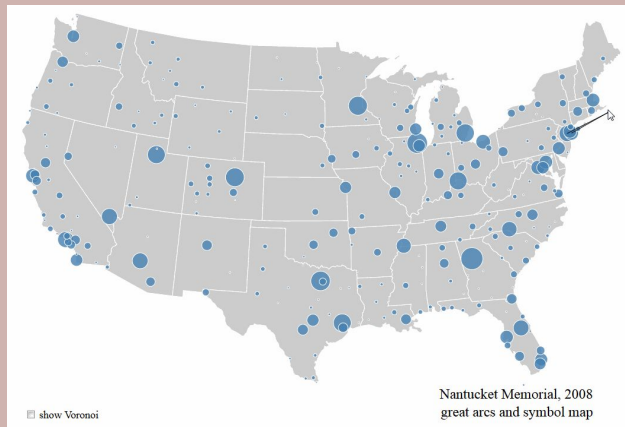 Nantucket Memorial, 2008
great arcs and symbol map
show Voronoi